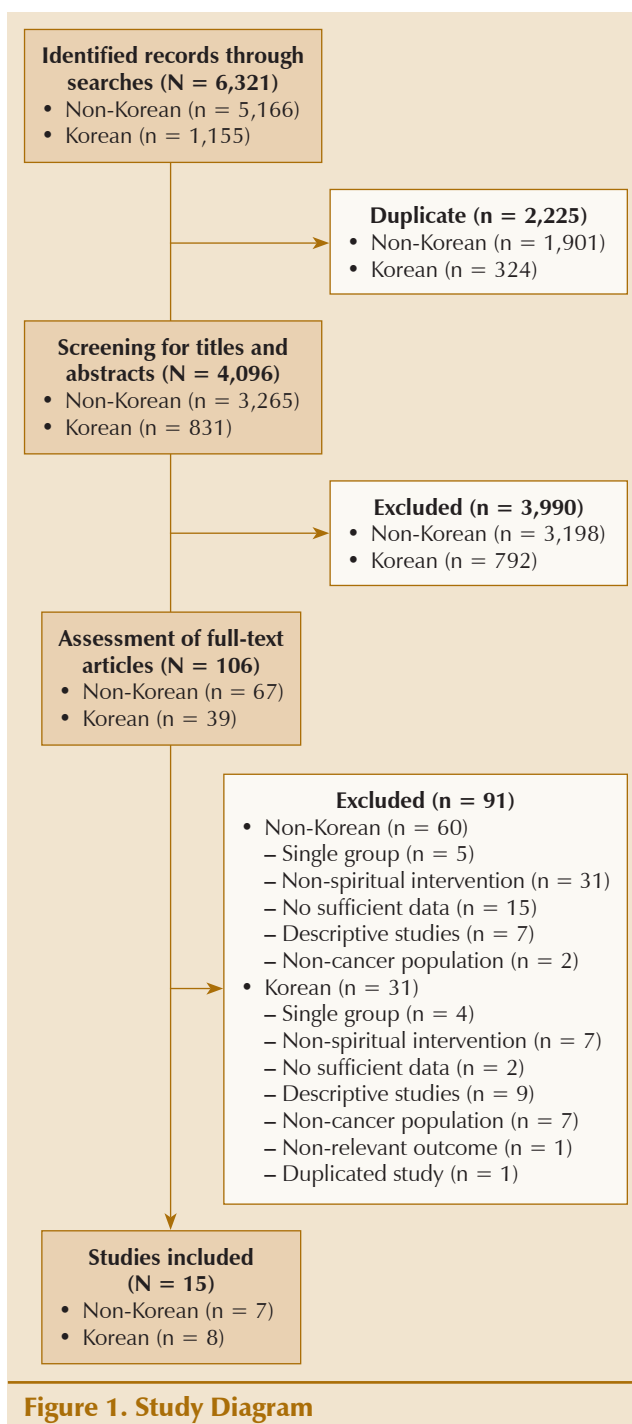 Identified records through
searches (N = 6,321)
• Non-Korean (n = 5,166)
• Korean (n = 1,155)
Duplicate (n = 2,225)
• Non-Korean (n = 1,901)
• Korean (n = 324)
Screening for titles and
abstracts (N = 4,096)
• Non-Korean (n = 3,265)
• Korean (n = 831)
Excluded (n = 3,990)
• Non-Korean (n = 3,198)
• Korean (n = 792)
Assessment of full-text
articles (N = 106)
• Non-Korean (n = 67)
• Korean (n = 39)
Excluded (n = 91)
• Non-Korean (n = 60)
– Single group (n = 5)
– Non-spiritual intervention (n = 31)
– No sufficient data (n = 15)
– Descriptive studies (n = 7)
– Non-cancer population (n = 2)
• Korean (n = 31)
– Single group (n = 4)
– Non-spiritual intervention (n = 7)
– No sufficient data (n = 2)
– Descriptive studies (n = 9)
– Non-cancer population (n = 7)
– Non-relevant outcome (n = 1)
– Duplicated study (n = 1)
Studies included
(N = 15)
• Non-Korean (n = 7)
• Korean (n = 8)
Figure 1. Study Diagram